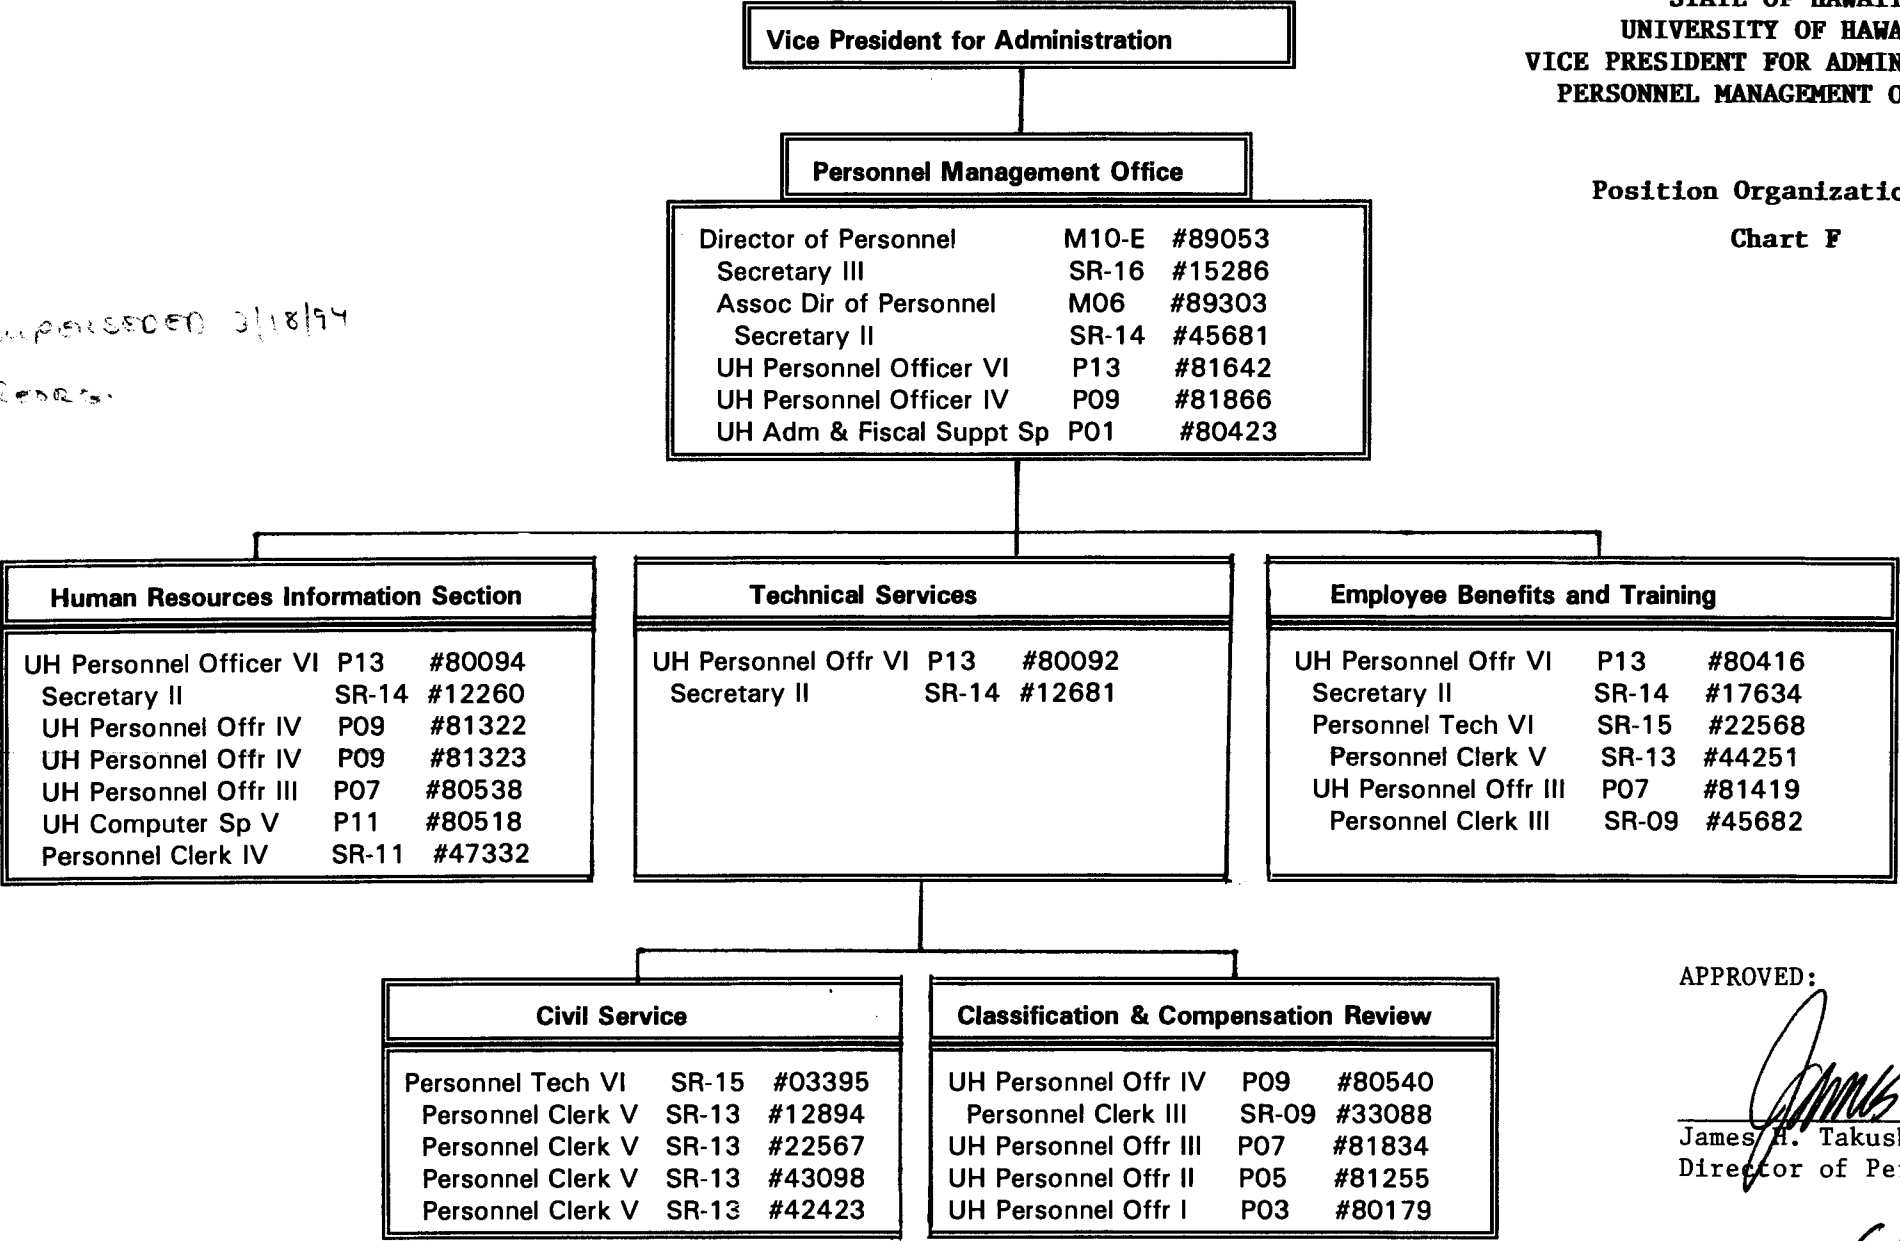 STATE OF HAWAII
UNIVERSITY OF HAWA
VICE PRESIDENT FOR ADMIN
PERSONNEL MANAGEMENT O
Position Organizatio
Chart F
Vice President for Administration
Personnel Management Office
Director of Personnel M10-E #89053
Secretary III SR-16 #15286
Assoc Dir of Personnel M06 #89303
Secretary II SR-14 #45681
UH Personnel Officer VI P13 #81642
UH Personnel Officer IV P09 #81866
UH Adm & Fiscal Suppt Sp P01 #80423
3/18/94
Human Resources Information Section
UH Personnel Officer VI P13 #80094
Secretary II SR-14 #12260
UH Personnel Offr IV P09 #81322
UH Personnel Offr IV P09 #81323
UH Personnel Offr III P07 #80538
UH Computer Sp V P11 #80518
Personnel Clerk IV SR-11 #47332
Technical Services
UH Personnel Offr VI P13 #80092
Secretary II SR-14 #12681
Employee Benefits and Training
UH Personnel Offr VI P13 #80416
Secretary II SR-14 #17634
Personnel Tech VI SR-15 #22568
Personnel Clerk V SR-13 #44251
UH Personnel Offr III P07 #81419
Personnel Clerk III SR-09 #45682
Civil Service
Personnel Tech VI SR-15 #03395
Personnel Clerk V SR-13 #12894
Personnel Clerk V SR-13 #22567
Personnel Clerk V SR-13 #43098
Personnel Clerk V SR-13 #42423
Classification & Compensation Review
UH Personnel Offr IV P09 #80540
Personnel Clerk III SR-09 #33088
UH Personnel Offr III P07 #81834
UH Personnel Offr II P05 #81255
UH Personnel Offr I P03 #80179
APPROVED:
James
James H. Takus
Director of Pe